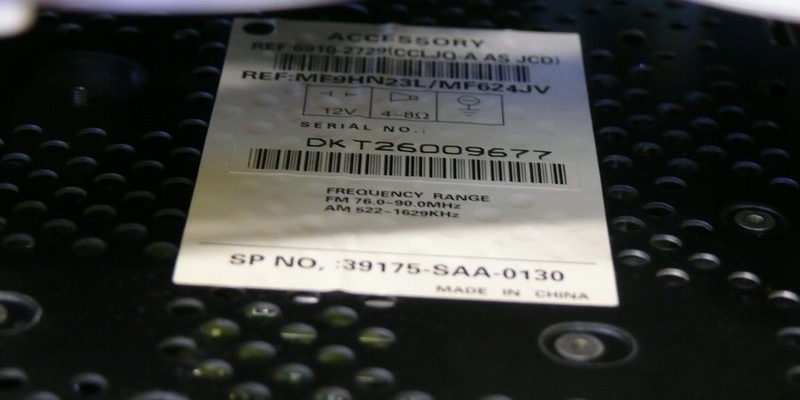 ACCESSORY
REF:6910-2729(CCLJQ-A AS JCD)
REF:MF9HN23L/MF624JV
12V 4~8Ω
SERIAL NO.:
DKT26009677
FREQUENCY RANGE
FM 76.0~90.0MHz
AM 522~1629KHz
SP NO, :39175-SAA-0130
MADE IN CHINA